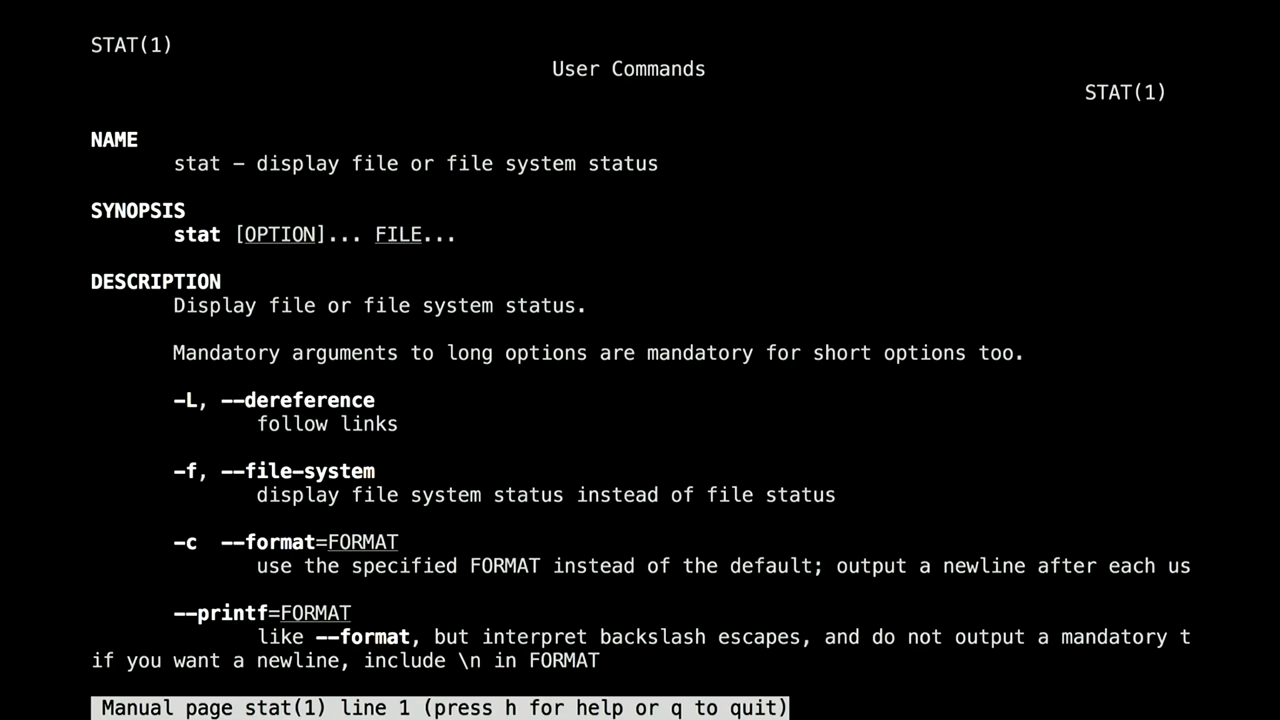 STAT(1)
User Commands
STAT(1)
NAME
stat – display file or file system status
SYNOPSIS
stat [OPTION]... FILE...
DESCRIPTION
Display file or file system status.
Mandatory arguments to long options are mandatory for short options too.
–L, ––dereference
follow links
–f, ––file–system
display file system status instead of file status
–c ––format=FORMAT
use the specified FORMAT instead of the default; output a newline after each us
––printf=FORMAT
like ––format, but interpret backslash escapes, and do not output a mandatory t
if you want a newline, include \n in FORMAT
Manual page stat(1) line 1 (press h for help or q to quit)